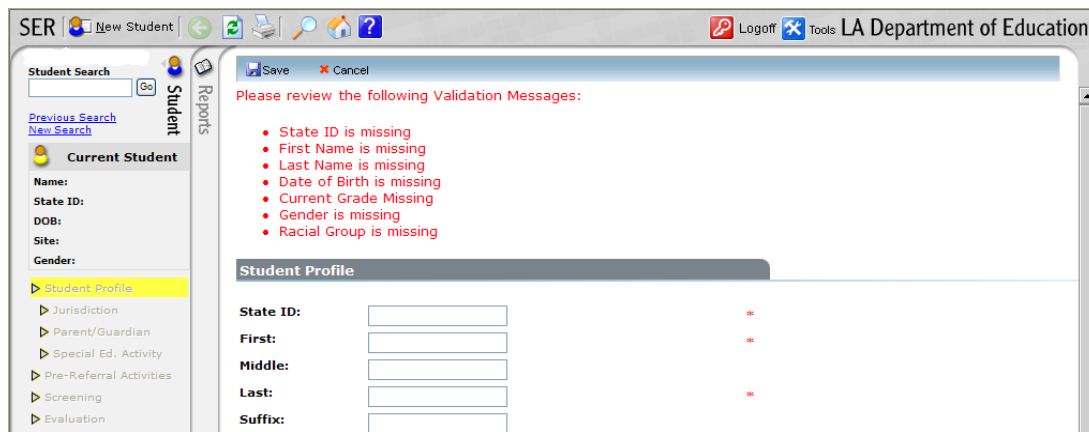 SER New Student ? Logoff Tools LA Department of Education
Student Search
Go
Previous Search
New Search
Student
Reports
Current Student
Name:
State ID:
DOB:
Site:
Gender:
Student Profile
Jurisdiction
Parent/Guardian
Special Ed. Activity
Pre-Referral Activities
Screening
Evaluation
Save Cancel
Please review the following Validation Messages:
• State ID is missing
• First Name is missing
• Last Name is missing
• Date of Birth is missing
• Current Grade Missing
• Gender is missing
• Racial Group is missing
Student Profile
State ID: *
First: *
Middle:
Last: *
Suffix: